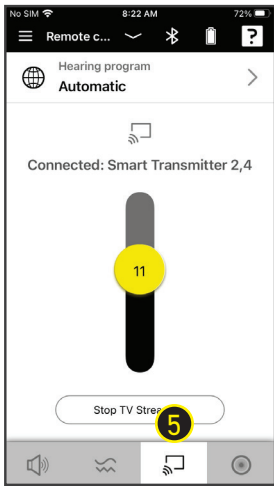 No SIM 8:22 AM 72%
Remote c... ?
Hearing program
Automatic
Connected: Smart Transmitter 2,4
11
Stop TV Strea
5